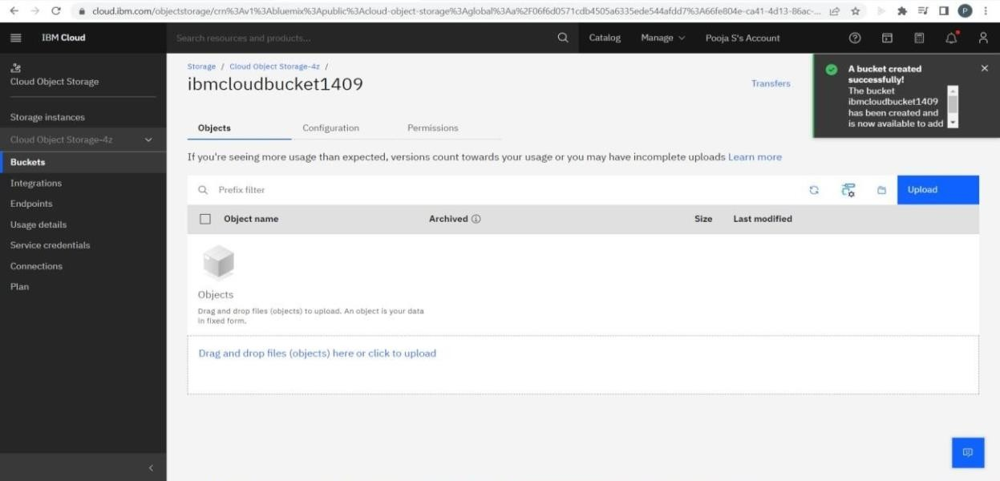 cloud.ibm.com/objectstorage/crn%3Av1%3Abluemix%3Apublic%3Acloud-object-storage%3Aglobal%3Aa%2F06f6d0571cdb4505a6335ede544afdd7%3A66fe804e-ca41-4d13-86ac-...
P
IBM Cloud
Search resources and products...
Catalog
Manage
Pooja S's Account
Cloud Object Storage
Storage instances
Cloud Object Storage-4z
Buckets
Integrations
Endpoints
Usage details
Service credentials
Connections
Plan
Storage / Cloud Object Storage-4z /
ibmcloudbucket1409
Transfers
A bucket created
successfully!
The bucket
ibmcloudbucket1409
has been created and
is now available to add
Objects
Configuration
Permissions
If you're seeing more usage than expected, versions count towards your usage or you may have incomplete uploads Learn more
Prefix filter
Upload
Object name
Archived
Size
Last modified
Objects
Drag and drop files (objects) to upload. An object is your data
in fixed form.
Drag and drop files (objects) here or click to upload